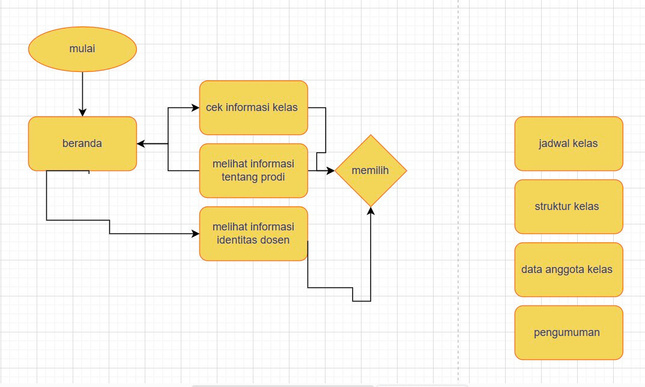 mulai
beranda
cek informasi kelas
melihat informasi
tentang prodi
melihat informasi
identitas dosen
memilih
jadwal kelas
struktur kelas
data anggota kelas
pengumuman